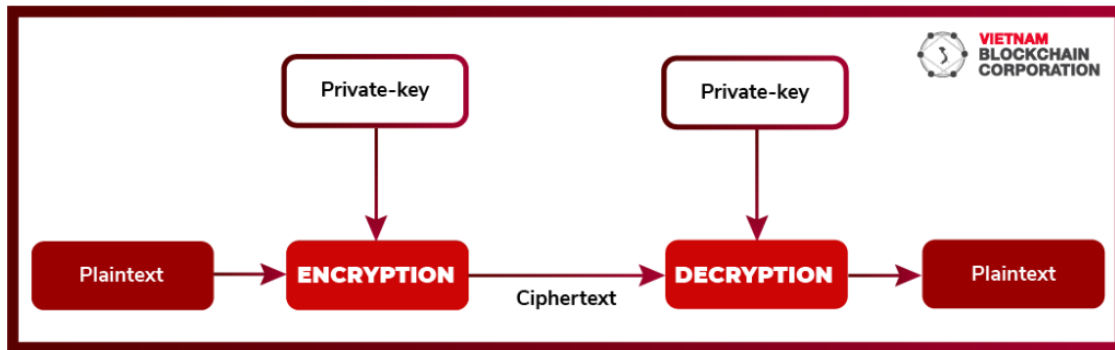 VIETNAM
BLOCKCHAIN
CORPORATION
Private-key
Private-key
Plaintext
ENCRYPTION
Ciphertext
DECRYPTION
Plaintext